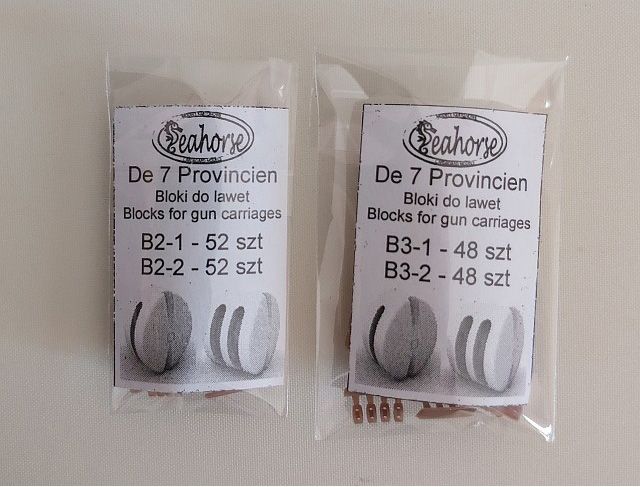 Seahorse
De 7 Provincien
Bloki do lawet
Blocks for gun carriages
B2-1 - 52 szt
B2-2 - 52 szt
Seahorse
De 7 Provincien
Bloki do lawet
Blocks for gun carriages
B3-1 - 48 szt
B3-2 - 48 szt